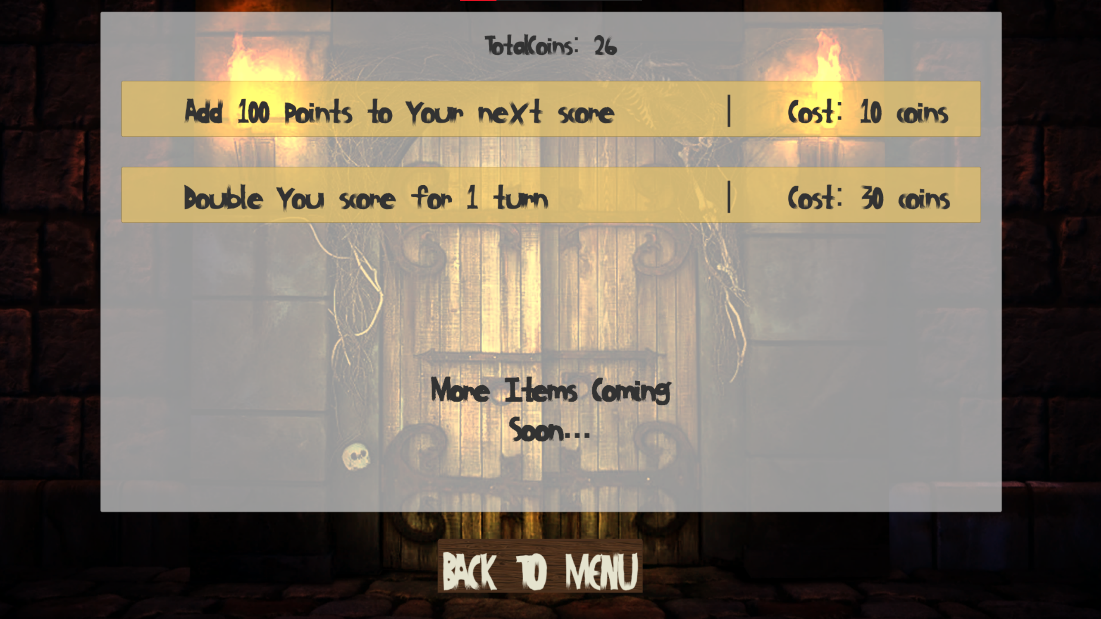 TotalCoins: 26
Add 100 Points to Your neXt score | Cost: 10 coins
Double You score for 1 turn | Cost: 30 coins
More Items Coming
Soon...
BACK TO MENU